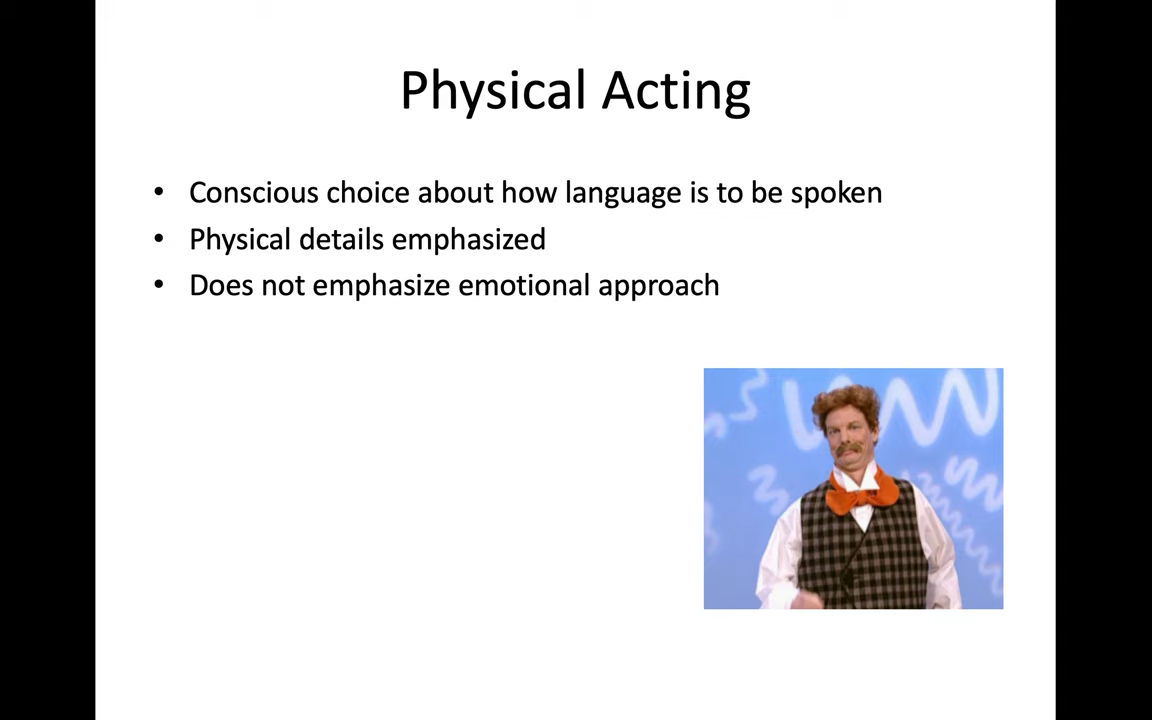 Physical Acting
• Conscious choice about how language is to be spoken
• Physical details emphasized
• Does not emphasize emotional approach